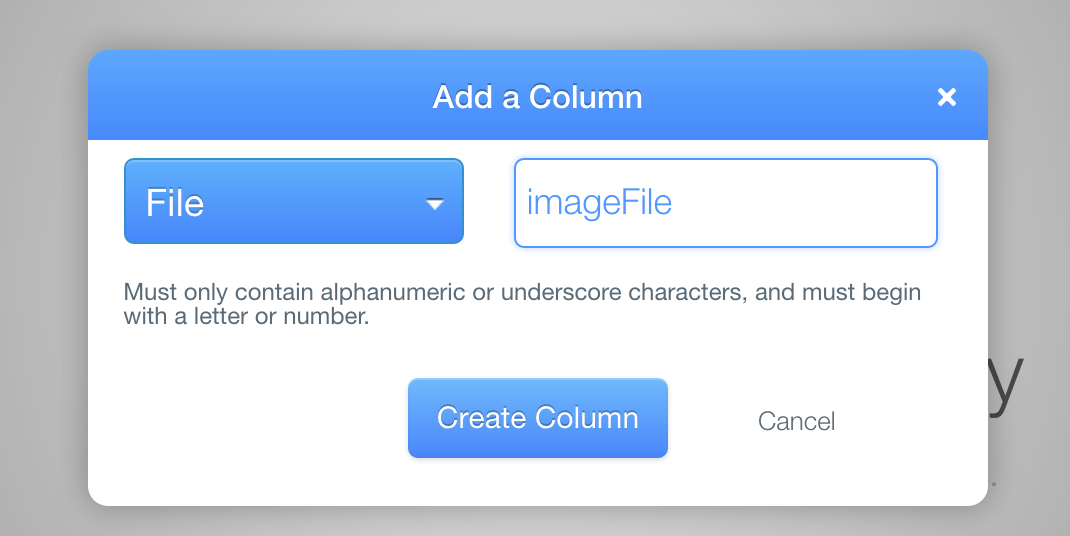 Add a Column
File
imageFile
Must only contain alphanumeric or underscore characters, and must begin
with a letter or number.
y
Create Column
Cancel
.